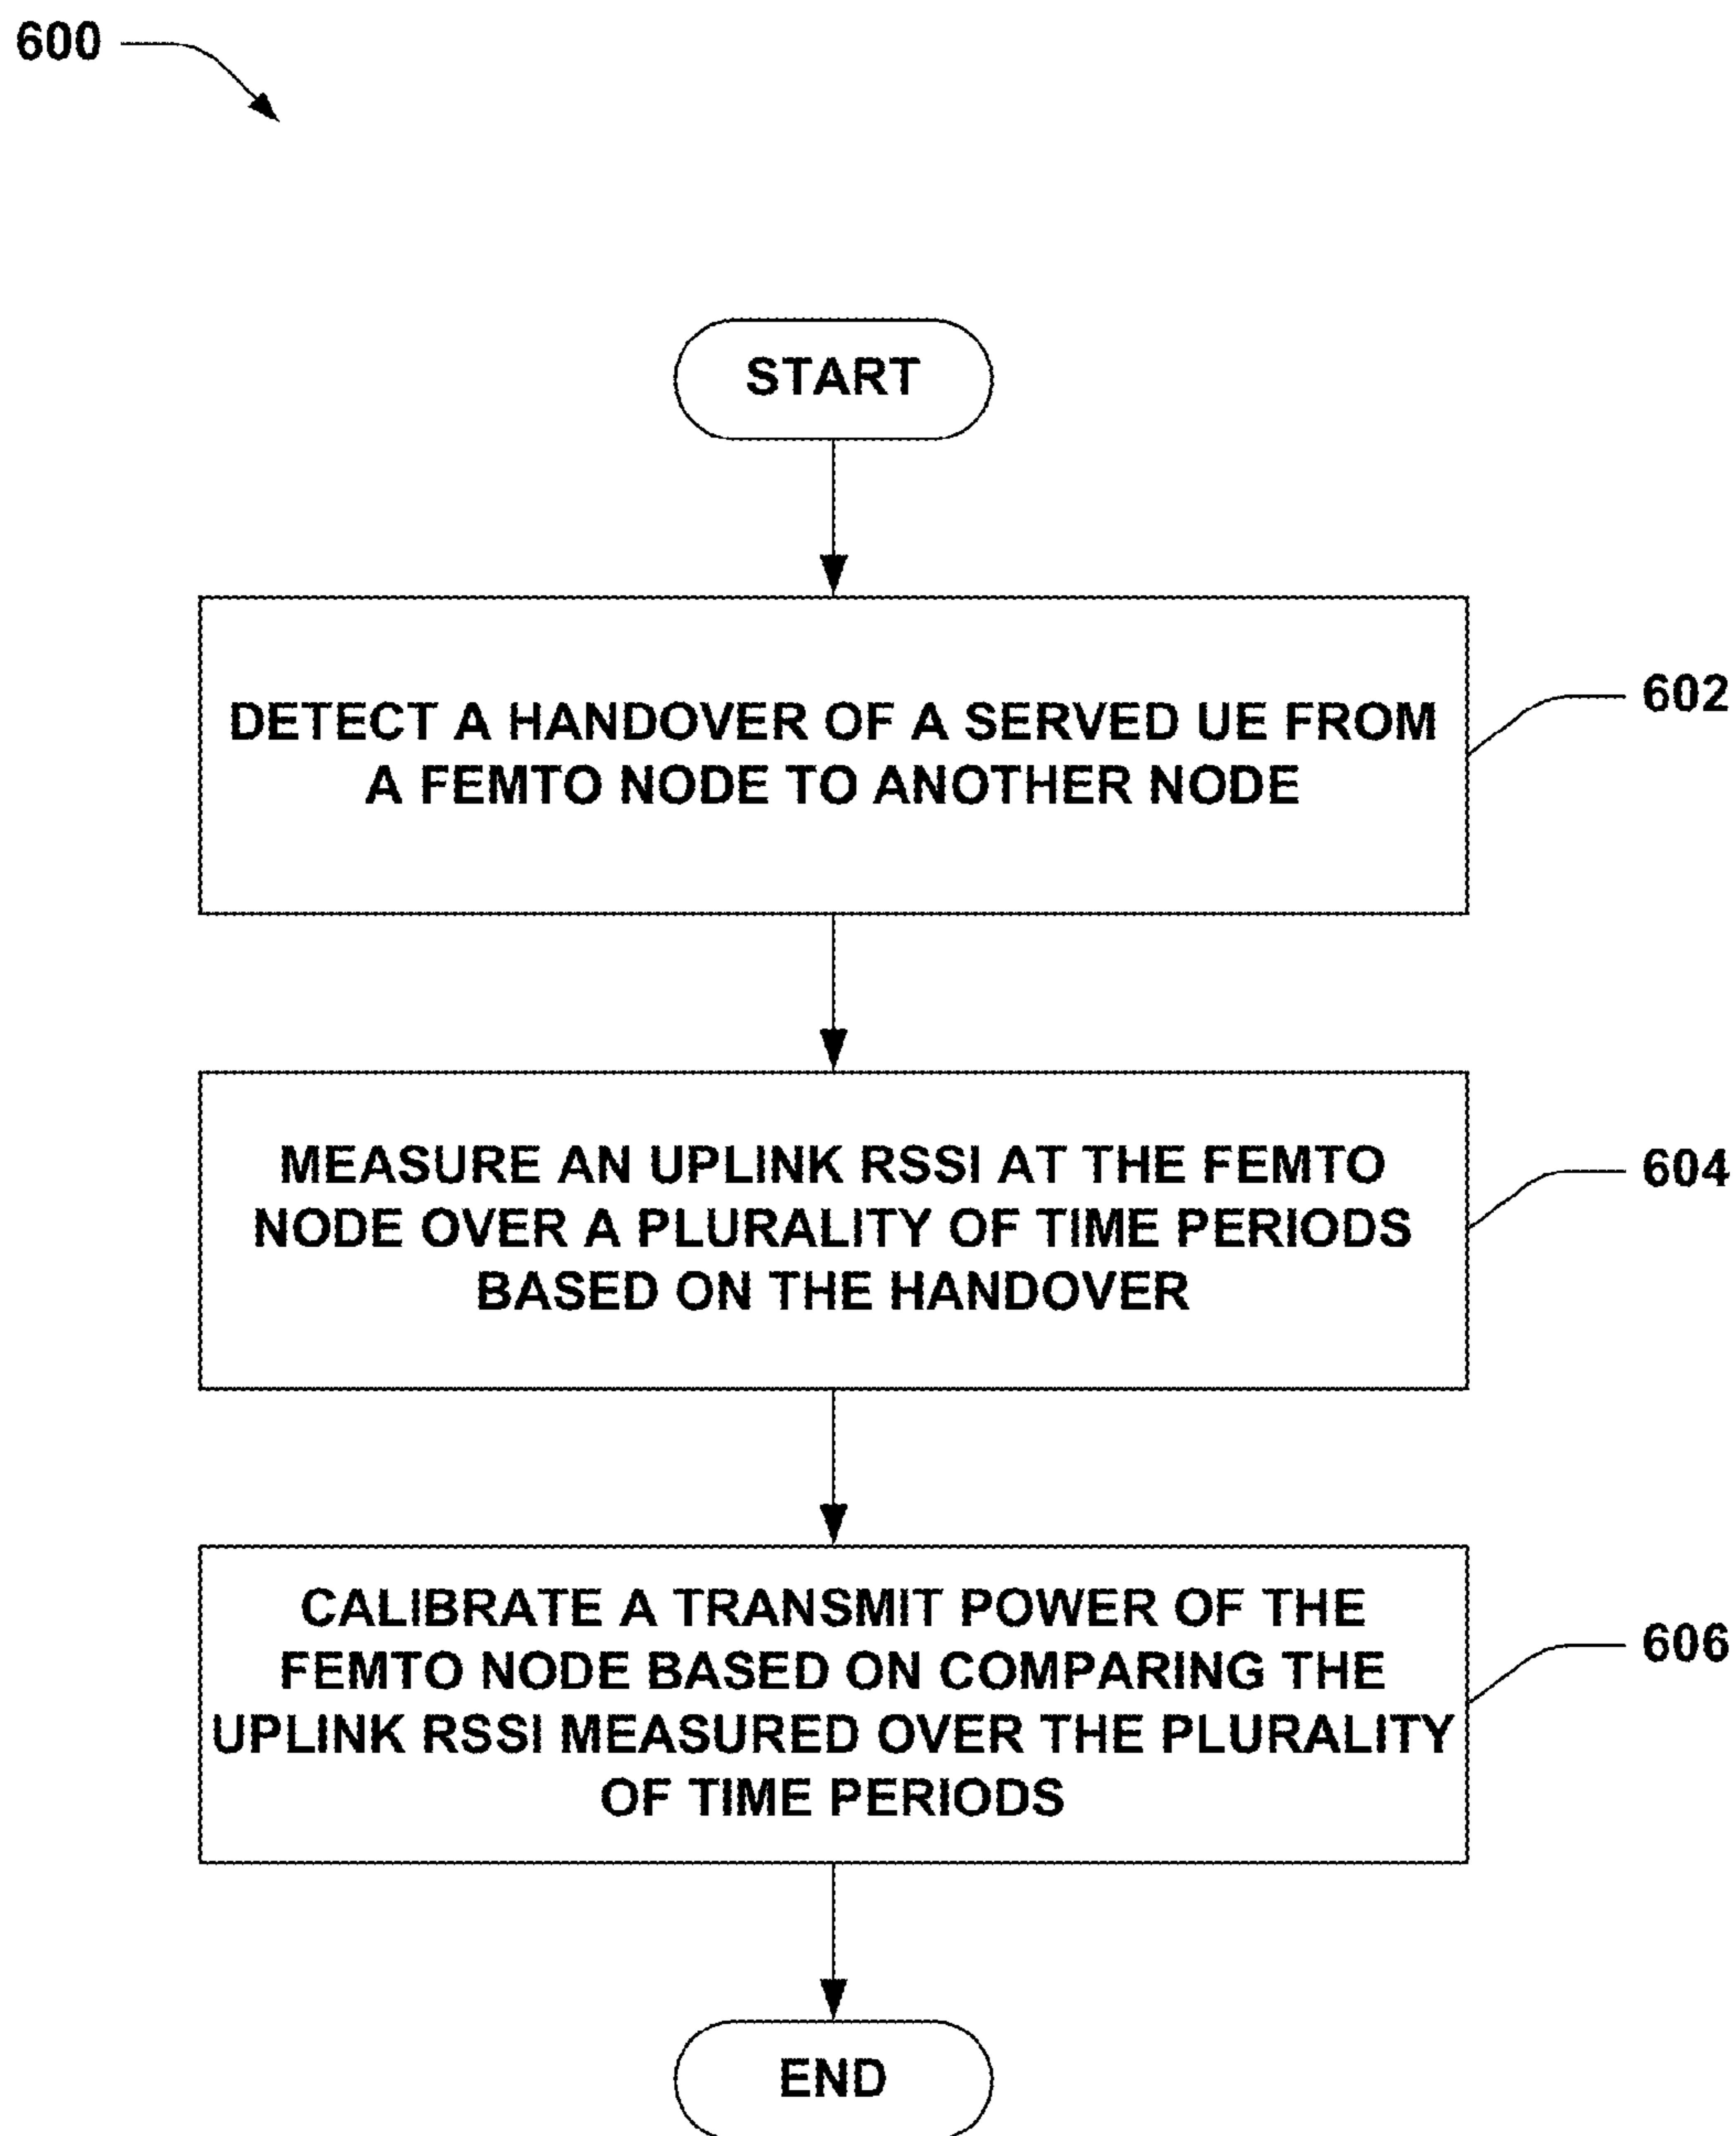 600
START
DETECT A HANDOVER OF A SERVED UE FROM
A FEMTO NODE TO ANOTHER NODE
602
MEASURE AN UPLINK RSSI AT THE FEMTO
NODE OVER A PLURALITY OF TIME PERIODS
BASED ON THE HANDOVER
604
CALIBRATE A TRANSMIT POWER OF THE
FEMTO NODE BASED ON COMPARING THE
UPLINK RSSI MEASURED OVER THE PLURALITY
OF TIME PERIODS
606
END